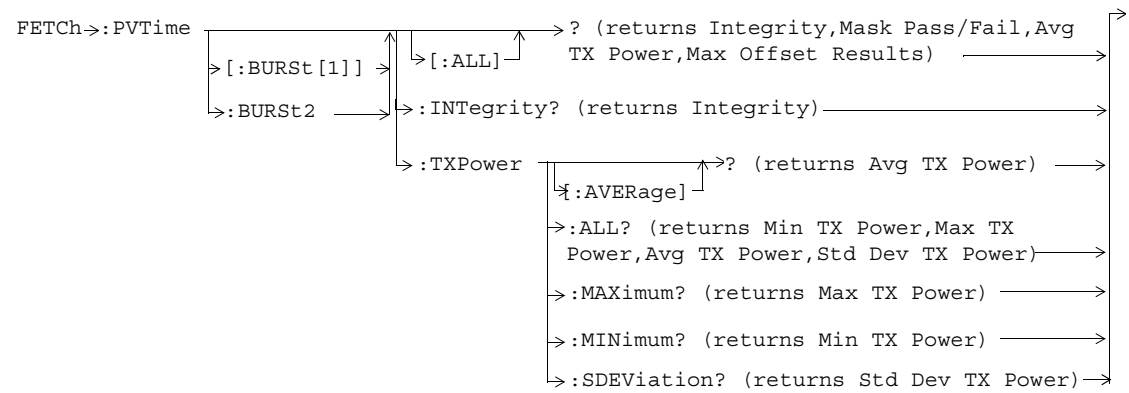 FETCh :PVTime ? (returns Integrity,Mask Pass/Fail,Avg
[:BURSt[1]] [:ALL] TX Power,Max Offset Results)
:BURSt2 :INTegrity? (returns Integrity)
:TXPower ? (returns Avg TX Power)
[:AVERage]
:ALL? (returns Min TX Power,Max TX
Power,Avg TX Power,Std Dev TX Power)
:MAXimum? (returns Max TX Power)
:MINimum? (returns Min TX Power)
:SDEViation? (returns Std Dev TX Power)